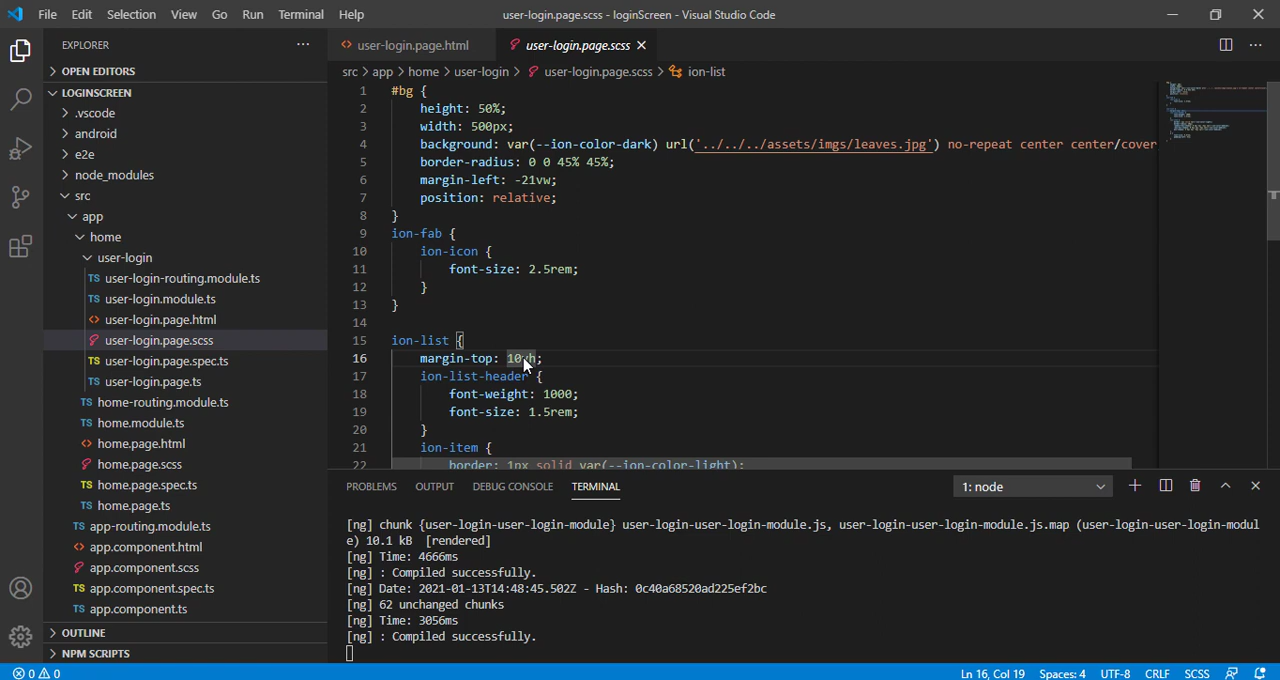 File Edit Selection View Go Run Terminal Help user-login.page.scss - loginScreen - Visual Studio Code
EXPLORER
user-login.page.html
user-login.page.scss
OPEN EDITORS
src > app > home > user-login > user-login.page.scss > ion-list
LOGINSCREEN
.vscode
android
e2e
node_modules
src
app
home
user-login
TS user-login-routing.module.ts
TS user-login.module.ts
<> user-login.page.html
user-login.page.scss
TS user-login.page.spec.ts
TS user-login.page.ts
TS home-routing.module.ts
TS home.module.ts
<> home.page.html
home.page.scss
TS home.page.spec.ts
TS home.page.ts
TS app-routing.module.ts
<> app.component.html
app.component.scss
TS app.component.spec.ts
TS app.component.ts
OUTLINE
NPM SCRIPTS
1 #bg {
2 height: 50%;
3 width: 500px;
4 background: var(--ion-color-dark) url('../../../assets/imgs/leaves.jpg') no-repeat center center/cover
5 border-radius: 0 0 45% 45%;
6 margin-left: -21vw;
7 position: relative;
8 }
9 ion-fab {
10 ion-icon {
11 font-size: 2.5rem;
12 }
13 }
14
15 ion-list {
16 margin-top: 10vh;
17 ion-list-header {
18 font-weight: 1000;
19 font-size: 1.5rem;
20 }
21 ion-item {
22 border: 1px solid var(--ion-color-light);
PROBLEMS OUTPUT DEBUG CONSOLE TERMINAL 1: node
[ng] chunk {user-login-user-login-module} user-login-user-login-module.js, user-login-user-login-module.js.map (user-login-user-login-modul
e) 10.1 kB [rendered]
[ng] Time: 4666ms
[ng] : Compiled successfully.
[ng] Date: 2021-01-13T14:48:45.502Z - Hash: 0c40a68520ad225ef2bc
[ng] 62 unchanged chunks
[ng] Time: 3056ms
[ng] : Compiled successfully.
0 0 Ln 16, Col 19 Spaces: 4 UTF-8 CRLF SCSS